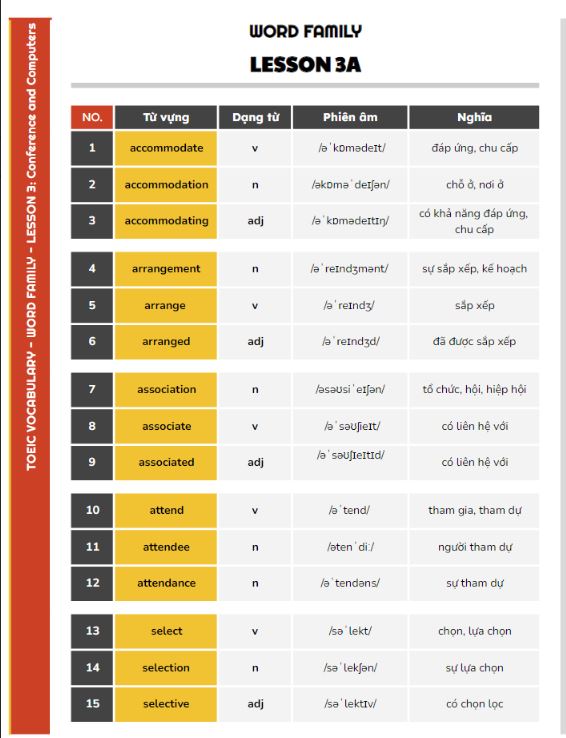 TOEIC VOCABULARY - WORD FAMILY - LESSON 3: Conference and Computers
WORD FAMILY
LESSON 3A
NO. Từ vựng Dạng từ Phiên âm Nghĩa
1 accommodate v /əˈkɒmədeɪt/ đáp ứng, chu cấp
2 accommodation n /əkɒməˈdeɪʃən/ chỗ ở, nơi ở
3 accommodating adj /əˈkɒmədeɪtɪŋ/ có khả năng đáp ứng,
chu cấp
4 arrangement n /əˈreɪndʒmənt/ sự sắp xếp, kế hoạch
5 arrange v /əˈreɪndʒ/ sắp xếp
6 arranged adj /əˈreɪndʒd/ đã được sắp xếp
7 association n /əsəʊsiˈeɪʃən/ tổ chức, hội, hiệp hội
8 associate v /əˈsəʊʃieɪt/ có liên hệ với
9 associated adj /əˈsəʊʃɪeɪtɪd/ có liên hệ với
10 attend v /əˈtend/ tham gia, tham dự
11 attendee n /ətenˈdiː/ người tham dự
12 attendance n /əˈtendəns/ sự tham dự
13 select v /səˈlekt/ chọn, lựa chọn
14 selection n /səˈlekʃən/ sự lựa chọn
15 selective adj /səˈlektɪv/ có chọn lọc